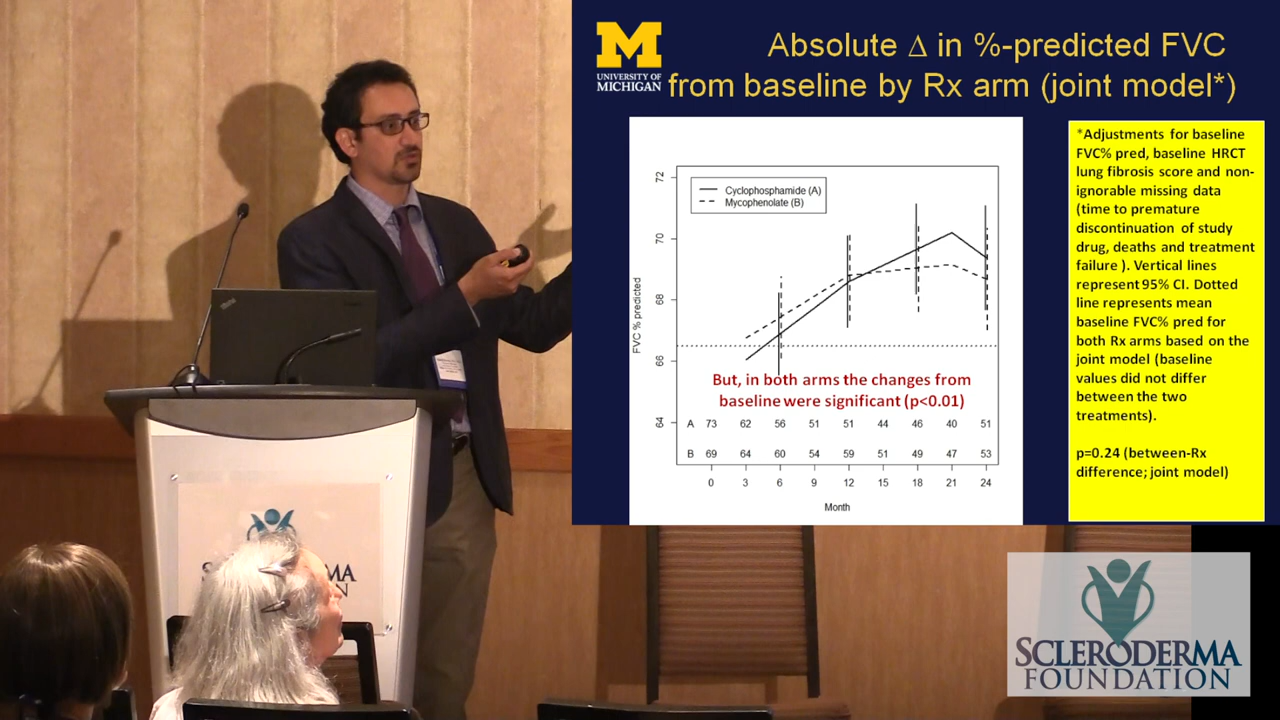 M
UNIVERSITY OF
MICHIGAN
Absolute Δ in %-predicted FVC
from baseline by Rx arm (joint model*)
72
70
68
66
64
FVC % predicted
Cyclophosphamide (A)
Mycophenolate (B)
But, in both arms the changes from
baseline were significant (p<0.01)
A 73 62 56 51 51 44 46 40 51
B 69 64 60 54 59 51 49 47 53
0 3 6 9 12 15 18 21 24
Month
*Adjustments for baseline
FVC% pred, baseline HRCT
lung fibrosis score and non-
ignorable missing data
(time to premature
discontinuation of study
drug, deaths and treatment
failure ). Vertical lines
represent 95% CI. Dotted
line represents mean
baseline FVC% pred for
both Rx arms based on the
joint model (baseline
values did not differ
between the two
treatments).
p=0.24 (between-Rx
difference; joint model)
ThinkPad
SCLERODERMA
FOUNDATION